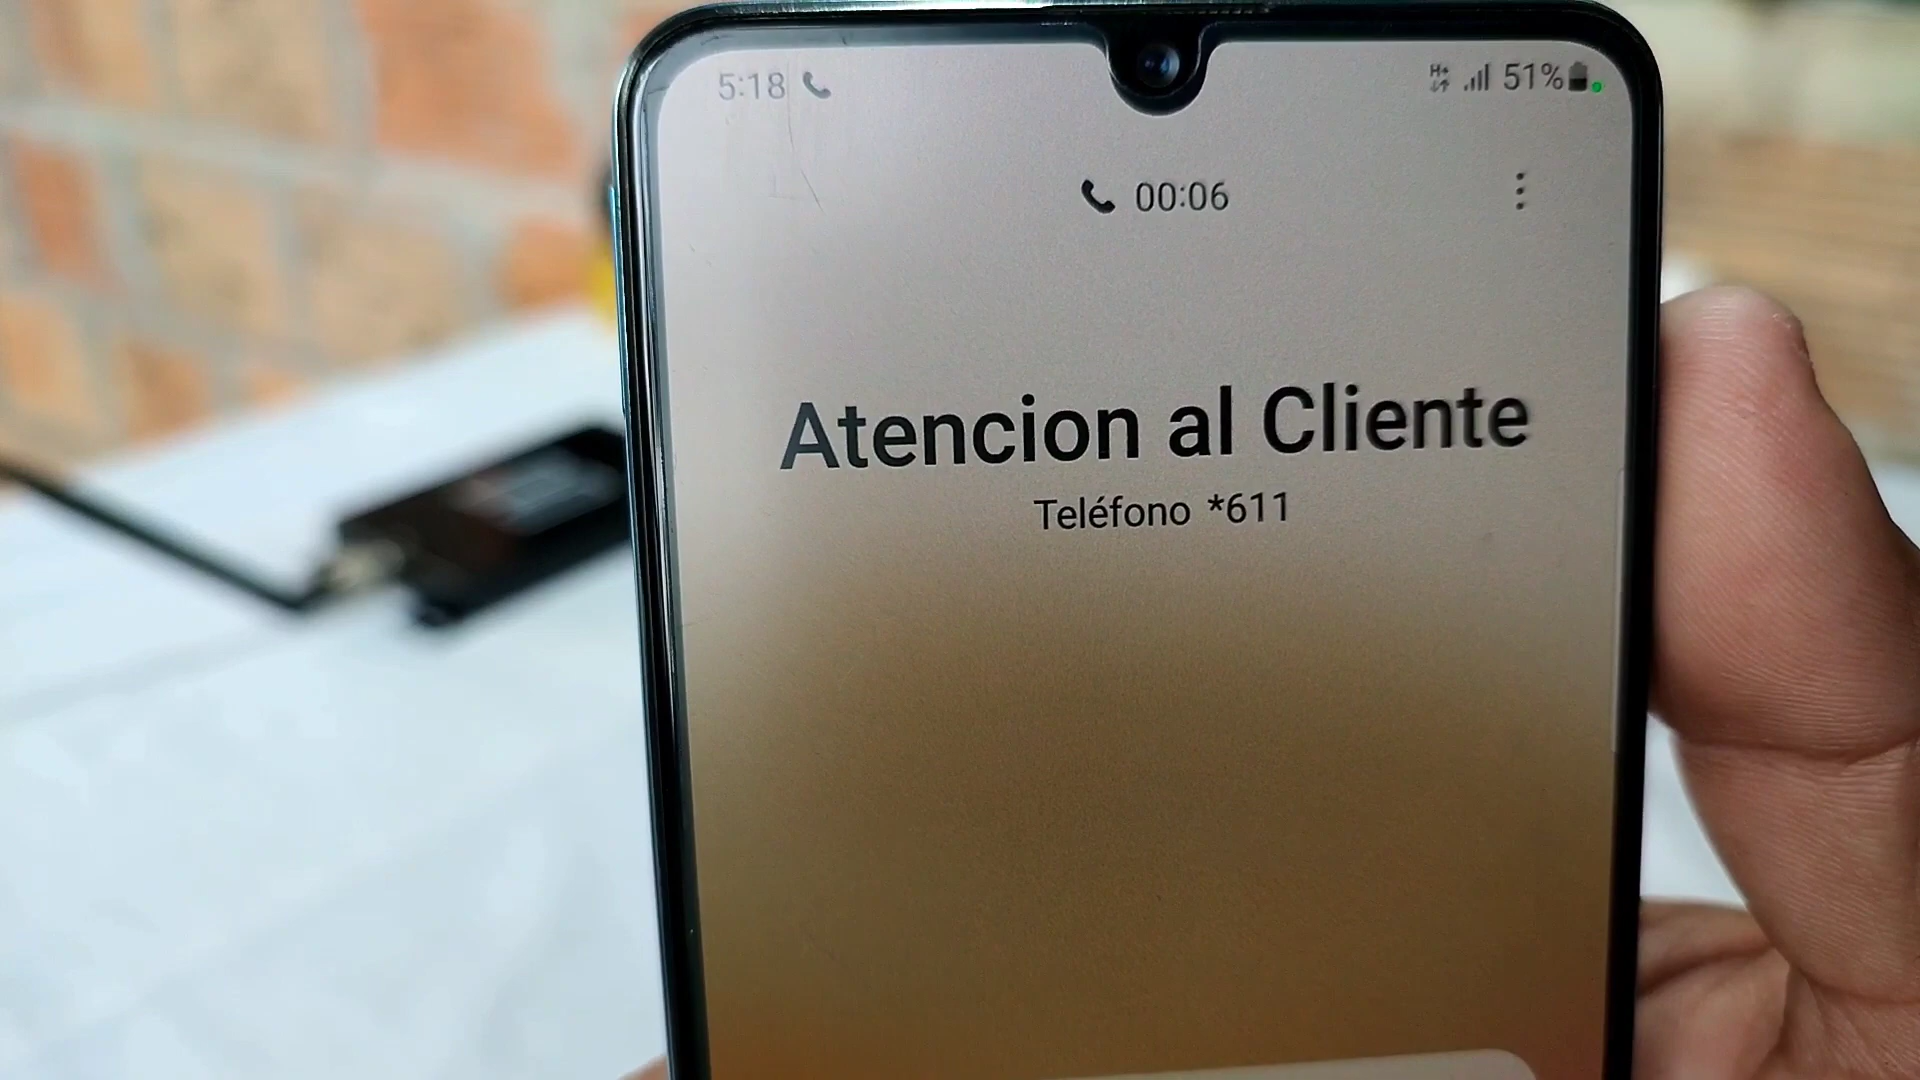 5:18
H+ 51%
00:06
Atencion al Cliente
Teléfono *611